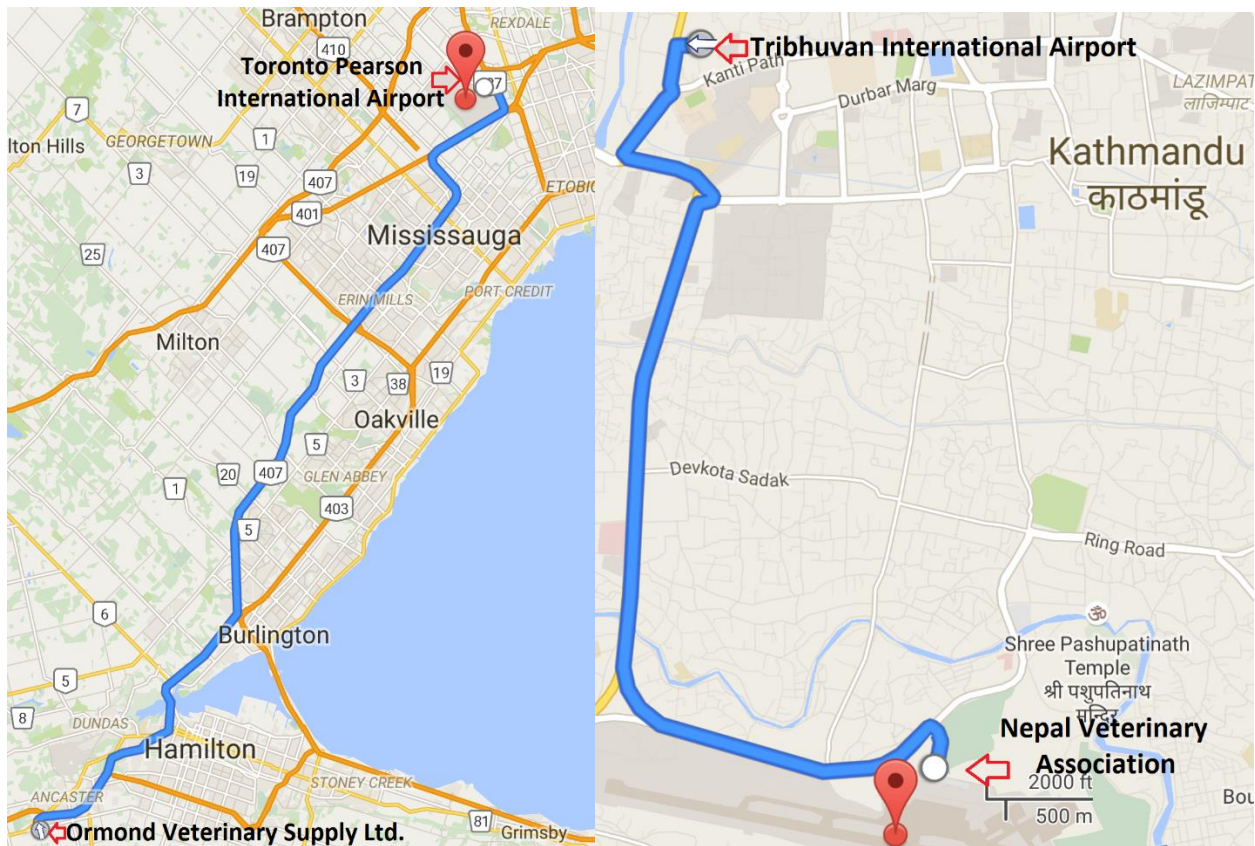 Brampton
REXDALE
410
Toronto Pearson
International Airport
7
GEORGETOWN
1
lton Hills
3
19
407
401
407
ETOBIC
Mississauga
25
ERIN MILLS
PORT CREDIT
Milton
3
38
19
Oakville
5
20
407
GLEN ABBEY
1
403
5
6
Burlington
5
8
DUNDAS
Hamilton
STONEY CREEK
ANCASTER
81
Ormond Veterinary Supply Ltd.
Grimsby
Tribhuvan International Airport
Kanti Path
LAZIMPAT
लाजिम्पाट
Durbar Marg
Kathmandu
काठमांडू
Devkota Sadak
Ring Road
ॐ
Shree Pashupatinath
Temple
श्री पशुपतिनाथ
मन्दिर
Nepal Veterinary
Association
2000 ft
500 m
Bou